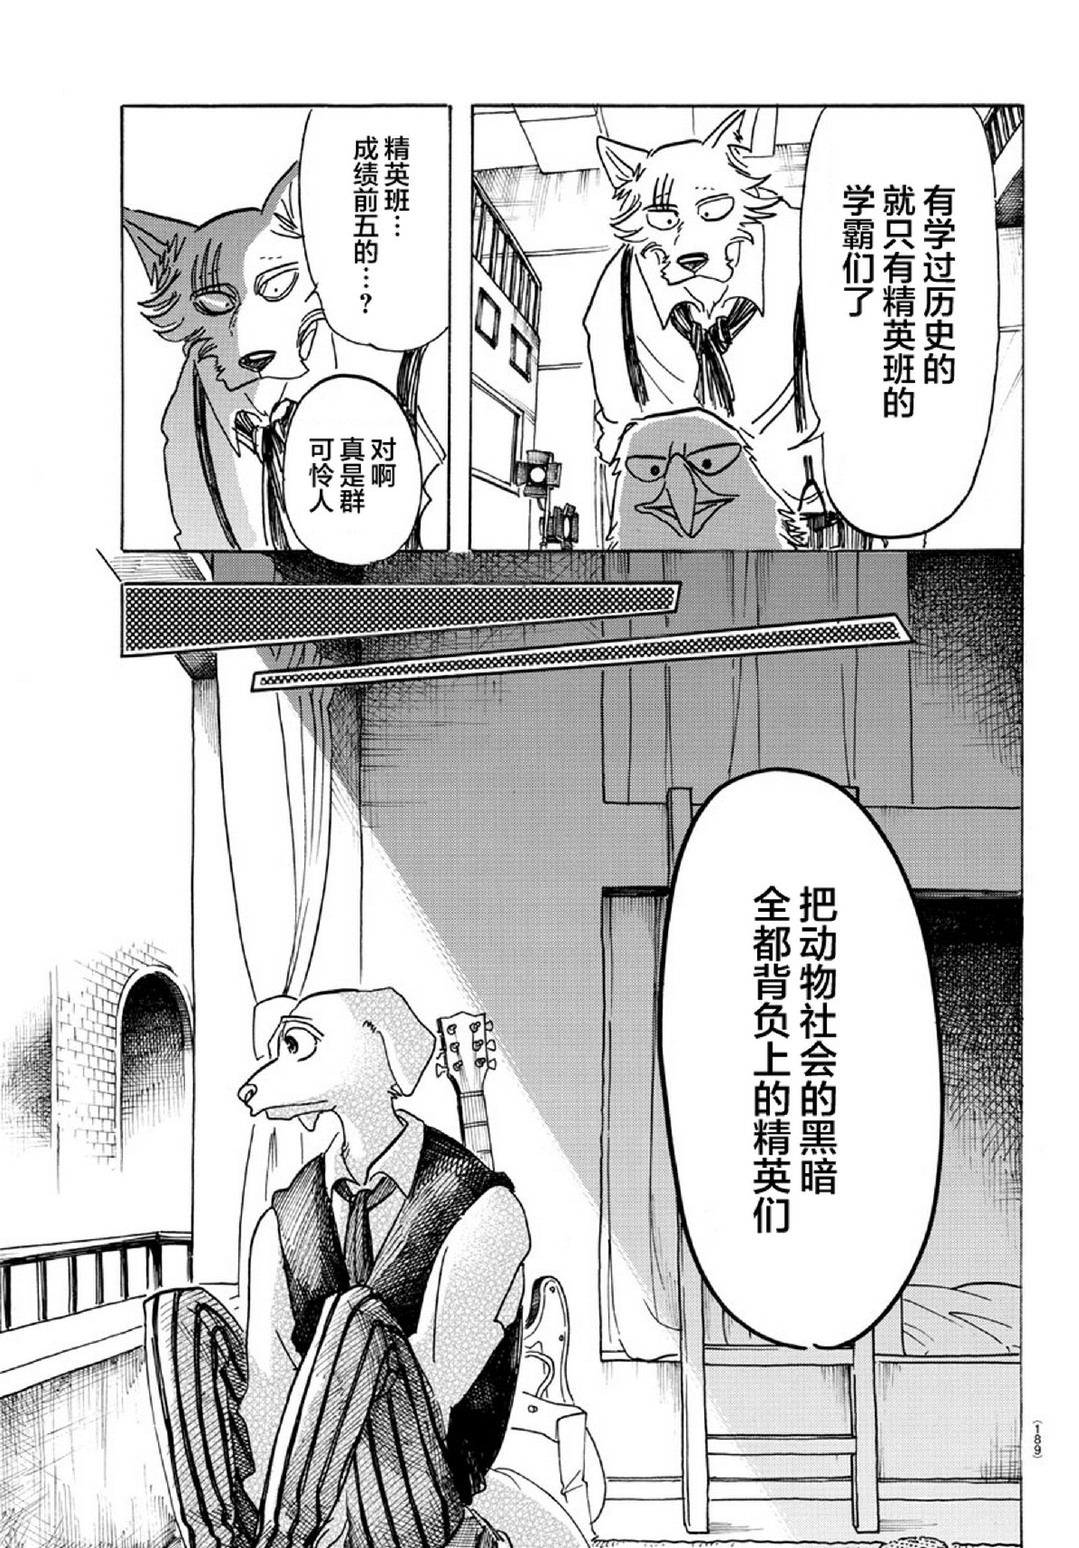 有学过历史的
就只有精英班的
学霸们了
精英班…
成绩前五的…?
对啊
真是群
可怜人
把动物社会的黑暗
全都背负上的精英们
(189)